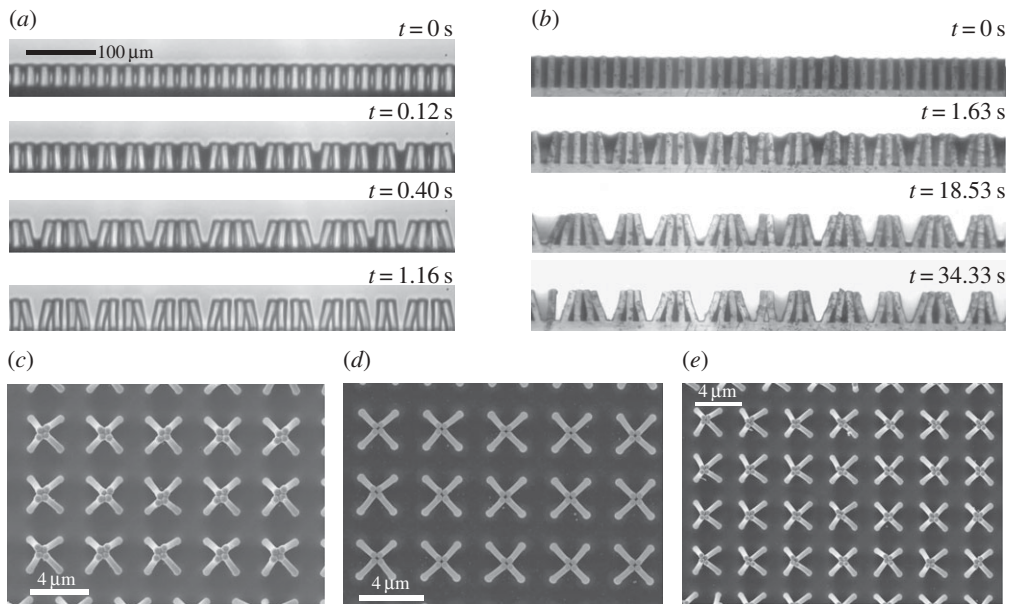 (a)
t = 0 s
100 µm
t = 0.12 s
t = 0.40 s
t = 1.16 s
(b)
t = 0 s
t = 1.63 s
t = 18.53 s
t = 34.33 s
(c)
4 µm
(d)
4 µm
(e)
4 µm